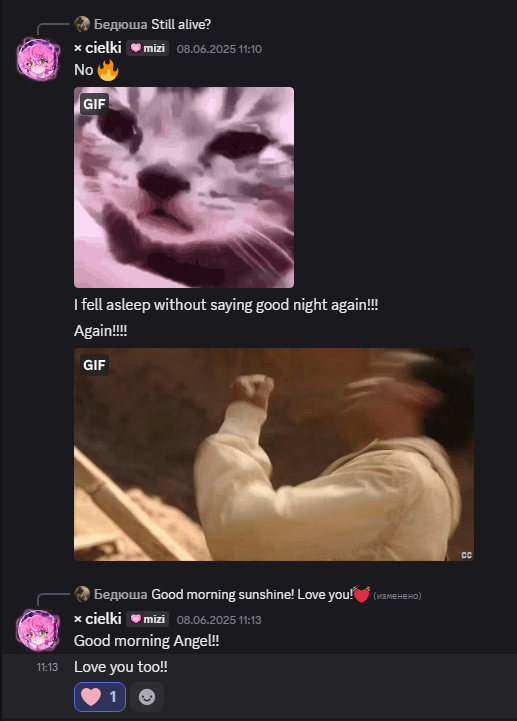 Бедюша Still alive?
× cielki mizi 08.06.2025 11:10
No 🔥
GIF
I fell asleep without saying good night again!!!
Again!!!!
GIF
CC
Бедюша Good morning sunshine! Love you!💓 (изменено)
× cielki mizi 08.06.2025 11:13
Good morning Angel!!
11:13 Love you too!!
1